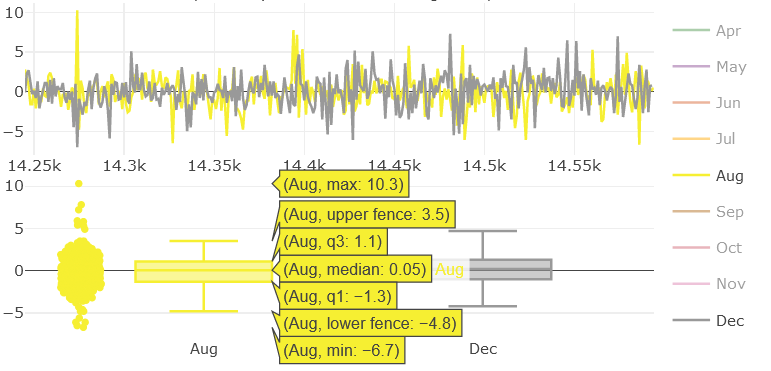 10
5
0
−5
14.25k 14.3k 14.35k 14.4k 14.45k 14.5k 14.55k
10
5
0
−5
(Aug, max: 10.3)
(Aug, upper fence: 3.5)
(Aug, q3: 1.1)
(Aug, median: 0.05) Aug
(Aug, q1: −1.3)
(Aug, lower fence: −4.8)
(Aug, min: −6.7)
Aug Dec
Apr
May
Jun
Jul
Aug
Sep
Oct
Nov
Dec